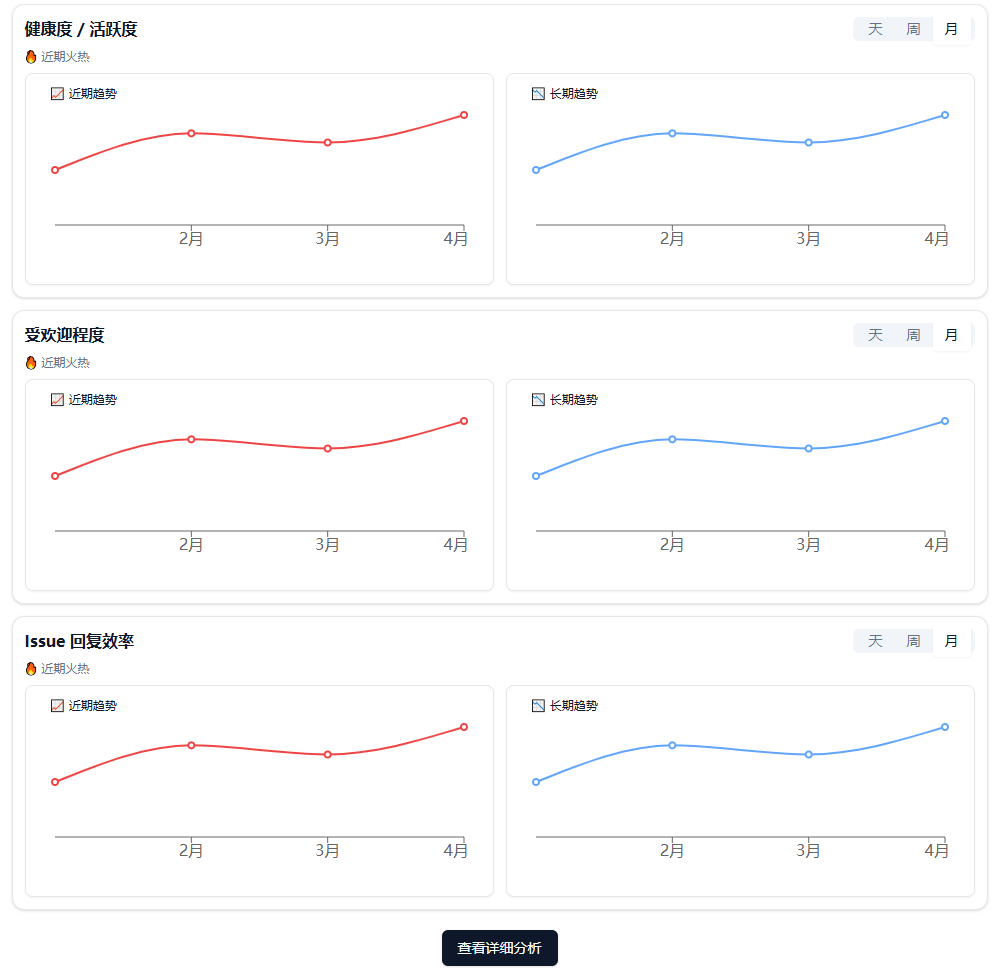 健康度 / 活跃度
天 周 月
🔥 近期火热
📈 近期趋势
2月 3月 4月
📉 长期趋势
2月 3月 4月
受欢迎程度
天 周 月
🔥 近期火热
📈 近期趋势
2月 3月 4月
📉 长期趋势
2月 3月 4月
Issue 回复效率
天 周 月
🔥 近期火热
📈 近期趋势
2月 3月 4月
📉 长期趋势
2月 3月 4月
查看详细分析